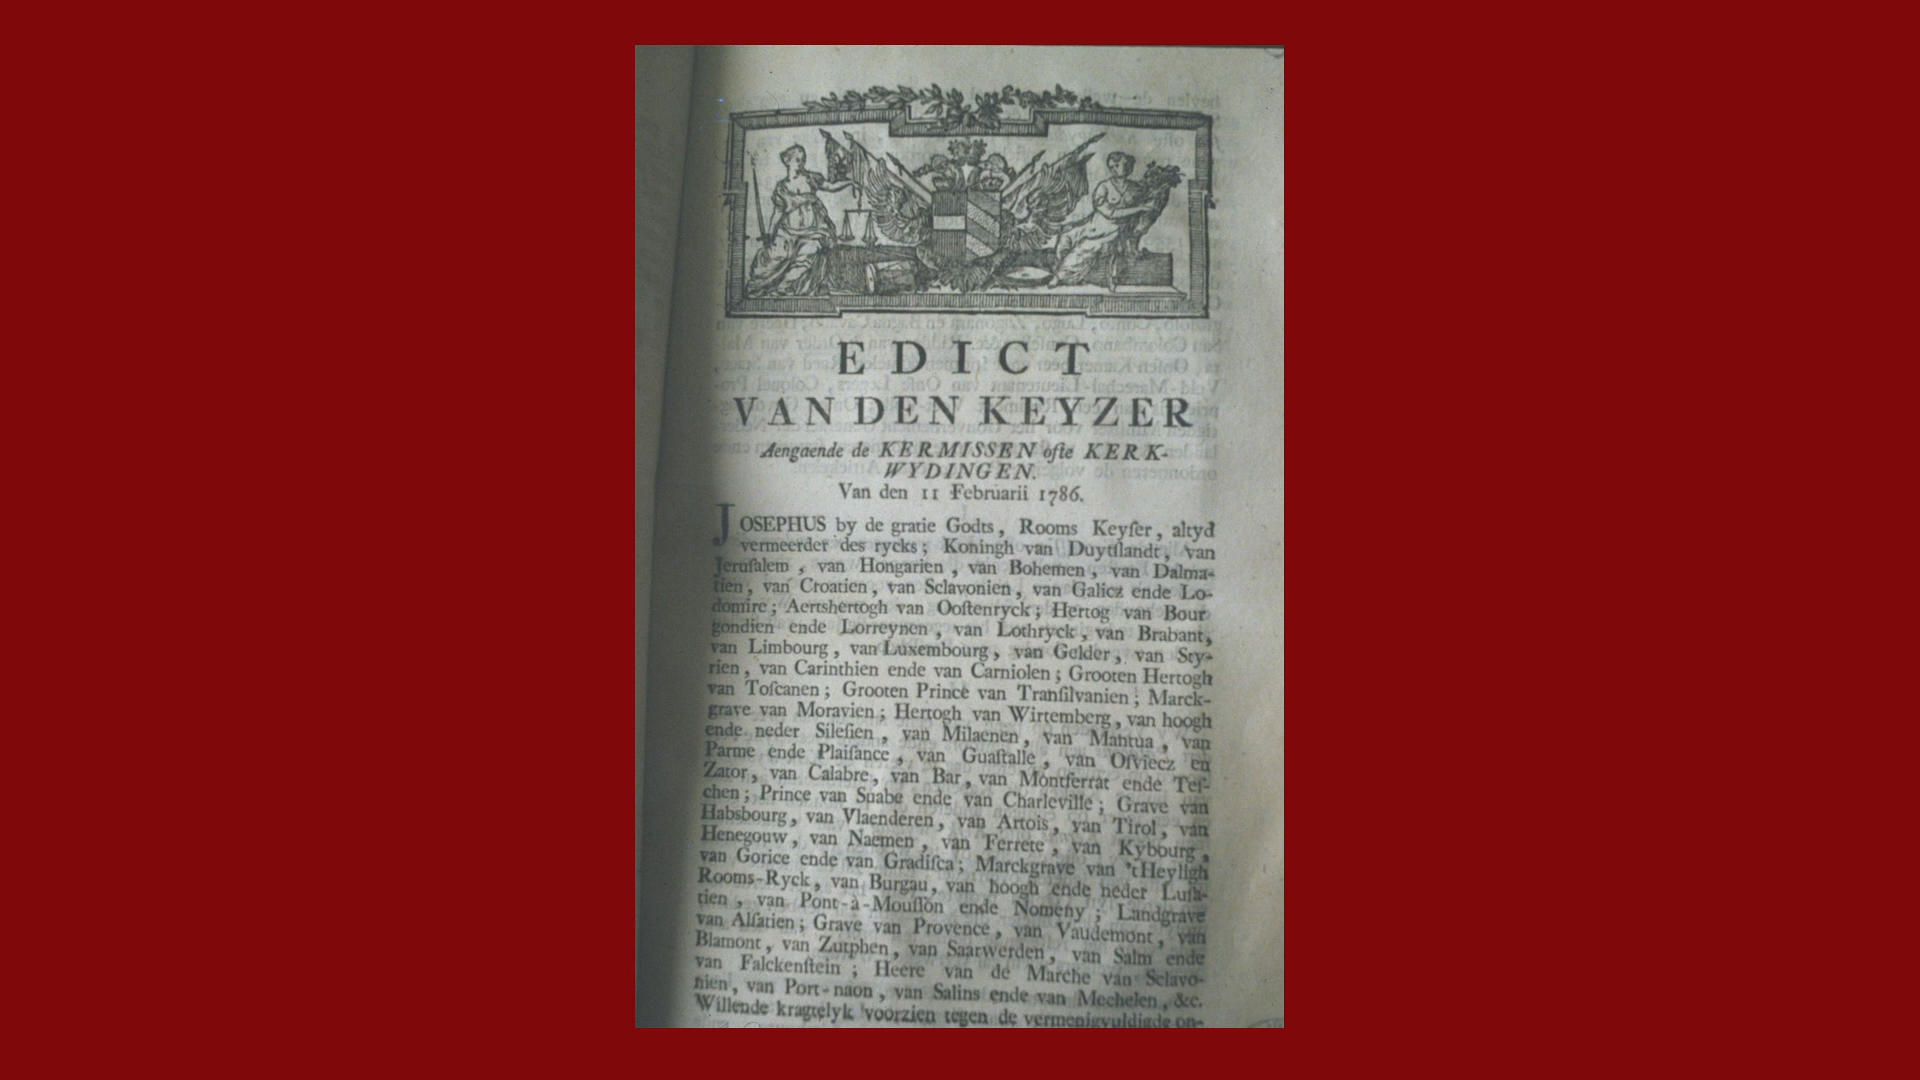 EDICT
VAN DEN KEYZER
Aengaende de KERMISSEN ofte KERK-
WYDINGEN.
Van den 11 Februarii 1786.
JOSEPHUS by de gratie Godts, Rooms Keyſer, altyd
vermeerder des rycks; Koningh van Duytſlandt, van
Jeruſalem, van Hongarien, van Bohemen, van Dalma-
tien, van Croatien, van Sclavonien, van Galicz ende Lo-
domire; Aertshertogh van Ooſtenryck; Hertog van Bour
gondien ende Lorreynen, van Lothryck, van Brabant,
van Limbourg, van Luxembourg, van Gelder, van Sty-
rien, van Carinthien ende van Carniolen; Grooten Hertogh
van Toſcanen; Grooten Prince van Tranſilvanien; Marck-
grave van Moravien; Hertogh van Wirtemberg, van hoogh
ende neder Sileſien, van Milaenen, van Mantua, van
Parme ende Plaiſance, van Guaſtalle, van Oſviecz en
Zator, van Calabre, van Bar, van Montferrat ende Teſ-
chen; Prince van Suabe ende van Charleville; Grave van
Habsbourg, van Vlaenderen, van Artois, van Tirol, van
Henegouw, van Naemen, van Ferrete, van Kybourg,
van Gorice ende van Gradiſca; Marckgrave van 't Heyligh
Rooms-Ryck, van Burgau, van hoogh ende neder Luſa-
tien, van Pont-à-Mouſſon ende Nomeny; Landgrave
van Alſatien; Grave van Provence, van Vaudemont, van
Blamont, van Zutphen, van Saarwerden, van Salm ende
van Falckenſtein; Heere van de Marche van Sclavo-
nien, van Port-naon, van Salins ende van Mechelen, &c.
Willende kragtelyk voorzien tegen de vermenigvuldigde on-